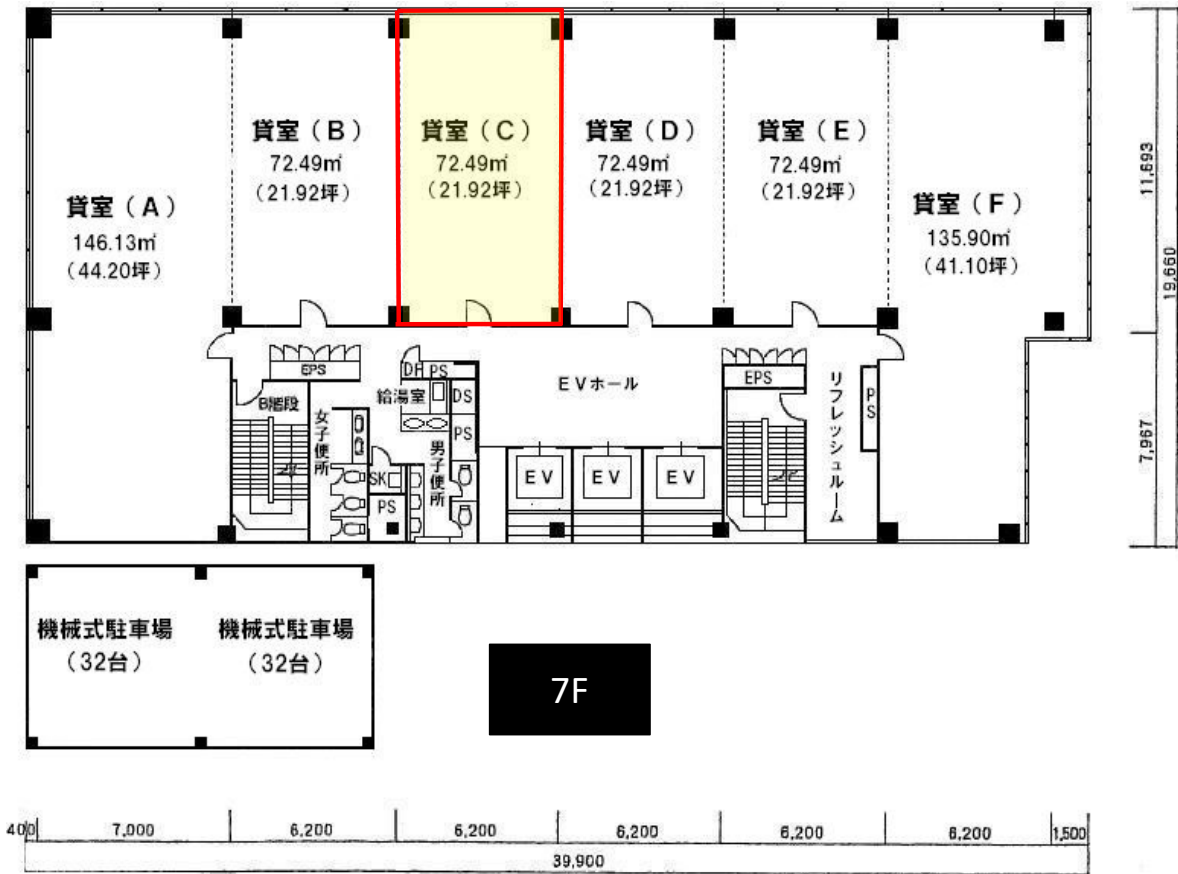 貸室（A）
146.13㎡
（44.20坪）
貸室（B）
72.49㎡
（21.92坪）
貸室（C）
72.49㎡
（21.92坪）
貸室（D）
72.49㎡
（21.92坪）
貸室（E）
72.49㎡
（21.92坪）
貸室（F）
135.90㎡
（41.10坪）
11,693
19,660
7,967
EPS
B階段
女子便所
給湯室
PS
DS
PS
男子便所
SK
PS
EVホール
EV
EV
EV
EPS
リフレッシュルーム
PS
機械式駐車場
（32台）
機械式駐車場
（32台）
7F
400
7,000
6,200
6,200
6,200
6,200
6,200
1,500
39,900